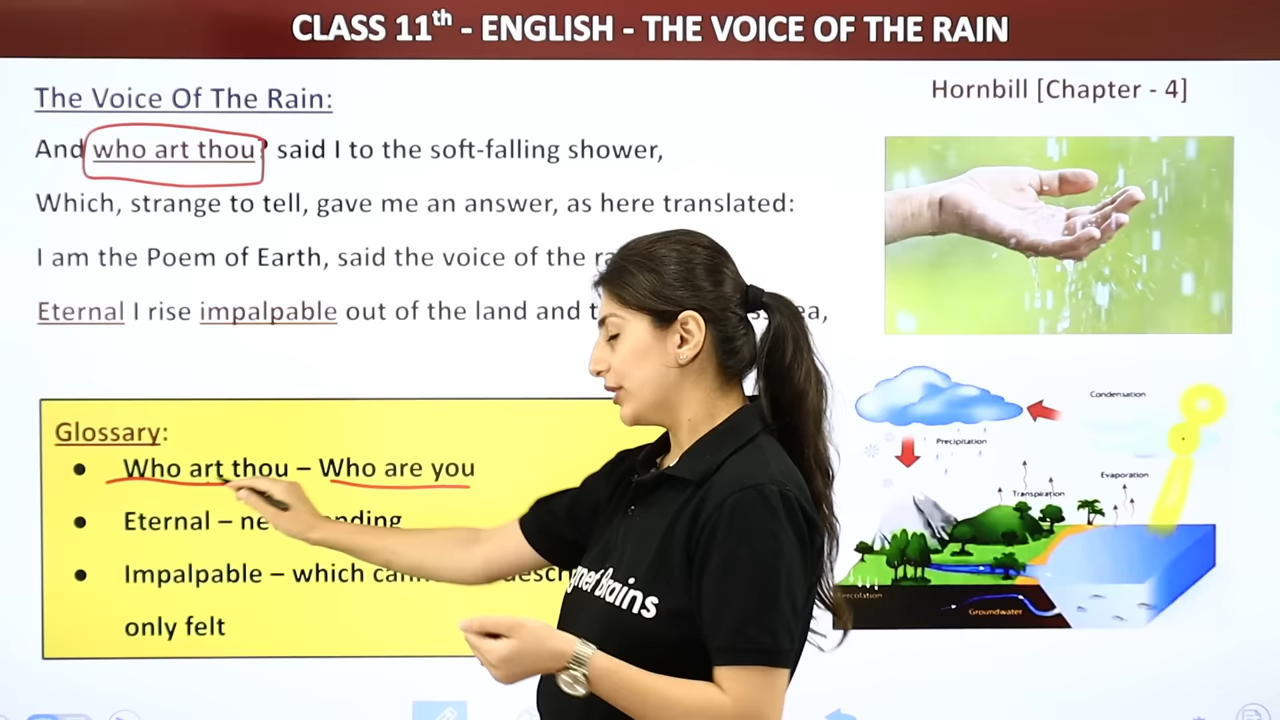 CLASS 11th - ENGLISH - THE VOICE OF THE RAIN
The Voice Of The Rain:
Hornbill [Chapter - 4]
And who art thou? said I to the soft-falling shower,
Which, strange to tell, gave me an answer, as here translated:
I am the Poem of Earth, said the voice of the
Eternal I rise impalpable out of the land and
Glossary:
Who art thou – Who are you
Eternal –
Impalpable – which
only felt
Condensation
Precipitation
Evaporation
Transpiration
Groundwater
Brains